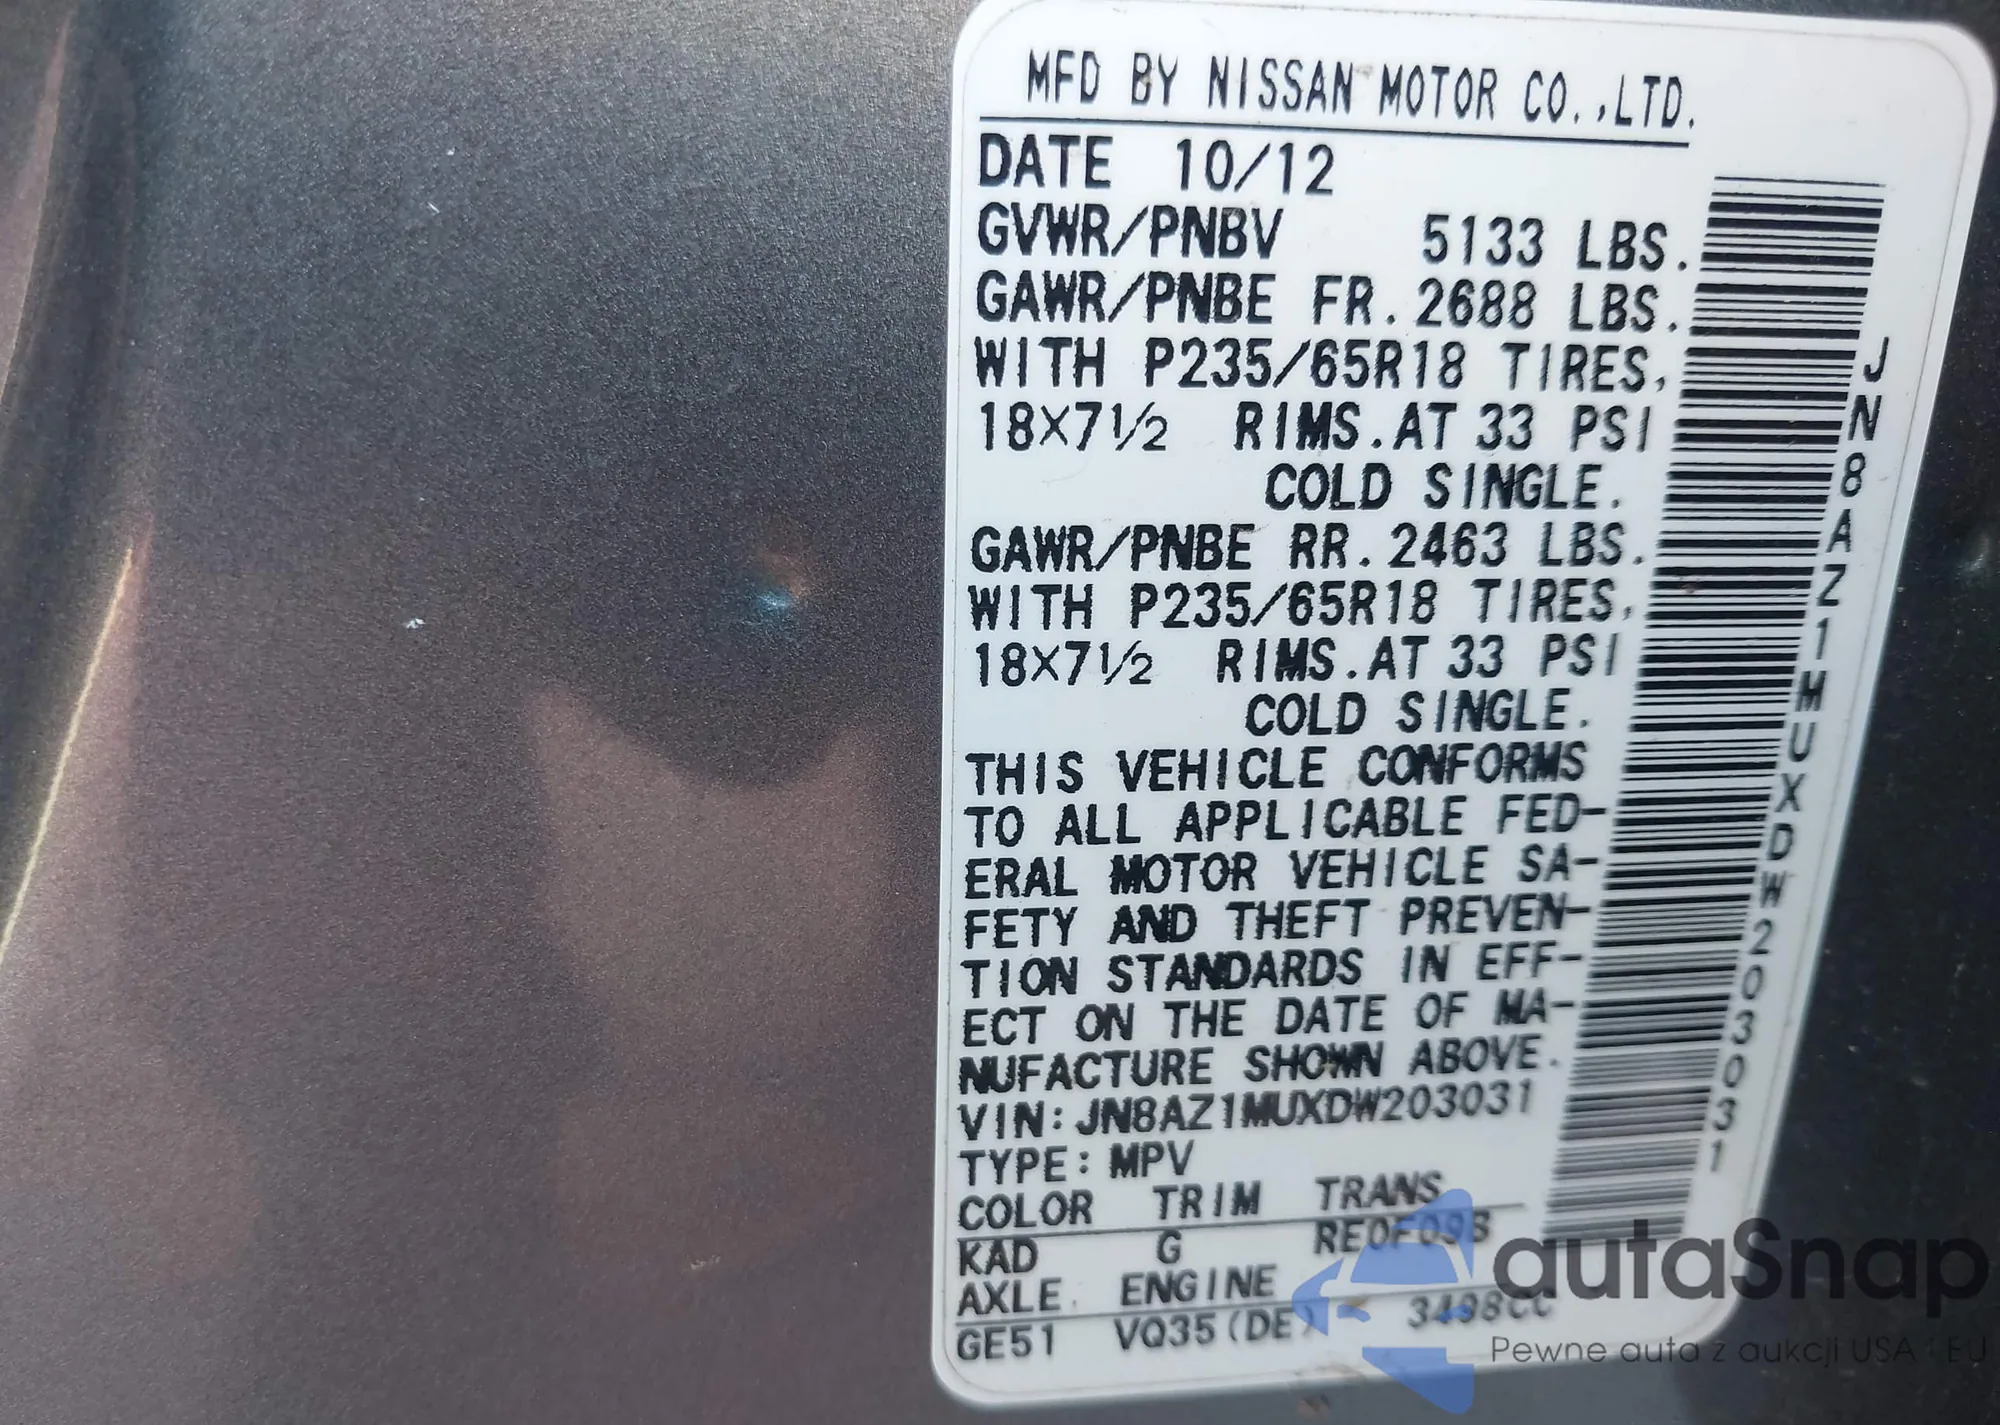 MFD BY NISSAN MOTOR CO.,LTD.
DATE 10/12
GVWR/PNBV 5133 LBS.
GAWR/PNBE FR.2688 LBS.
WITH P235/65R18 TIRES,
18×7½ RIMS.AT 33 PSI
COLD SINGLE.
GAWR/PNBE RR.2463 LBS.
WITH P235/65R18 TIRES,
18×7½ RIMS.AT 33 PSI
COLD SINGLE.
THIS VEHICLE CONFORMS
TO ALL APPLICABLE FED-
ERAL MOTOR VEHICLE SA-
FETY AND THEFT PREVEN-
TION STANDARDS IN EFF-
ECT ON THE DATE OF MA-
NUFACTURE SHOWN ABOVE.
VIN:JN8AZ1MUXDW203031
TYPE:MPV
COLOR TRIM TRANS
KAD G RE0F09B
AXLE ENGINE
GE51 VQ35(DE) 3498CC
JN8AZ1MUXDW203031
autaSnap
Pewne auta z aukcji USA i EU